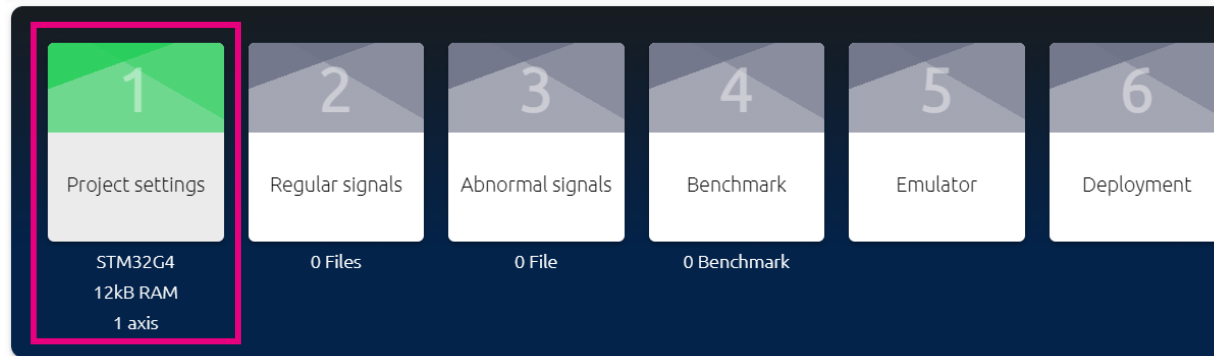 1
2
3
4
5
6
Project settings
Regular signals
Abnormal signals
Benchmark
Emulator
Deployment
STM32G4
12kB RAM
1 axis
0 Files
0 File
0 Benchmark